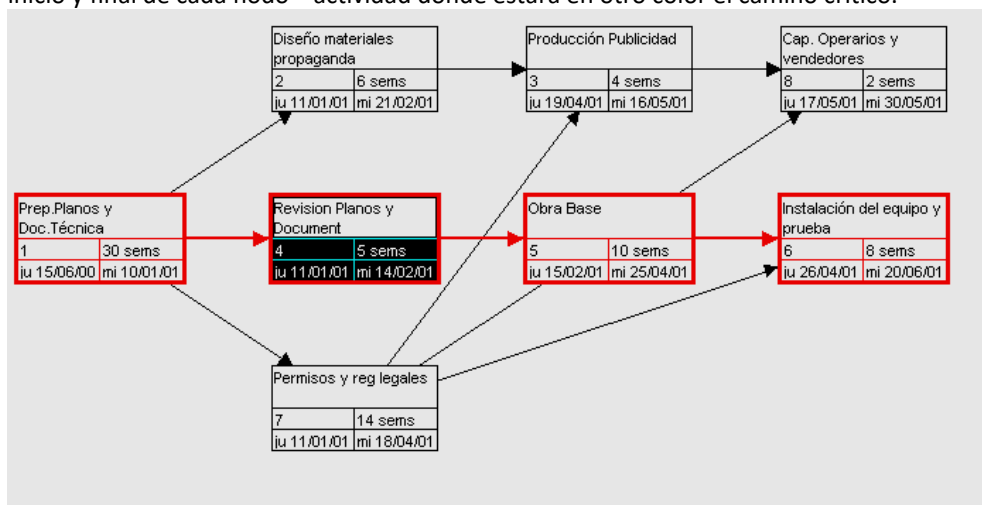 inicio y final de cada nodo – actividad donde estará en otro color el camino crítico.
Diseño materiales
propaganda
2 6 sems
ju 11/01/01 mi 21/02/01
Producción Publicidad
3 4 sems
ju 19/04/01 mi 16/05/01
Cap. Operarios y
vendedores
8 2 sems
ju 17/05/01 mi 30/05/01
Prep.Planos y
Doc.Técnica
1 30 sems
ju 15/06/00 mi 10/01/01
Revision Planos y
Document
4 5 sems
ju 11/01/01 mi 14/02/01
Obra Base
5 10 sems
ju 15/02/01 mi 25/04/01
Instalación del equipo y
prueba
6 8 sems
ju 26/04/01 mi 20/06/01
Permisos y reg legales
7 14 sems
ju 11/01/01 mi 18/04/01